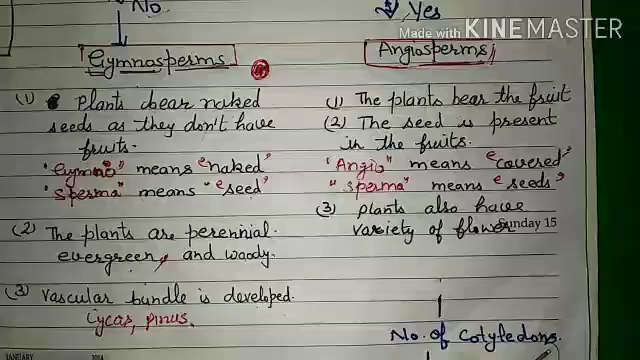 No.
Yes
Made with KINEMASTER
Gymnosperms
Angiosperms
(1) Plants bear naked
seeds as they don't have
fruits.
"Gymno" means "naked"
"Sperma" means "seed"
(2) The plants are perennial.
evergreen, and woody.
(3) Vascular bundle is developed.
Cycas, pinus.
(1) The plants bear the fruit
(2) The seed is present
in the fruits.
"Angio" means "covered"
"sperma" means "seeds"
(3) plants also have
variety of flower
Sunday 15
No. of Cotyledons.
JANUARY